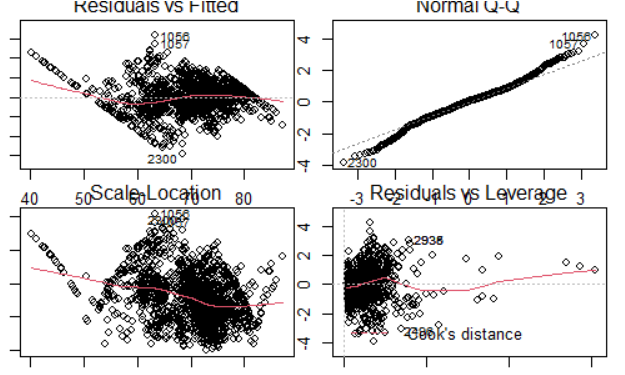 Residuals vs Fitted
Normal Q-Q
1056
1057
2300
4
2
0
-2
-4
1056
1057
2300
40 50 60 70 80
-3 -2 -1 0 1 2 3
Scale-Location
Residuals vs Leverage
1056
4
2
0
-2
-4
2938
Cook's distance